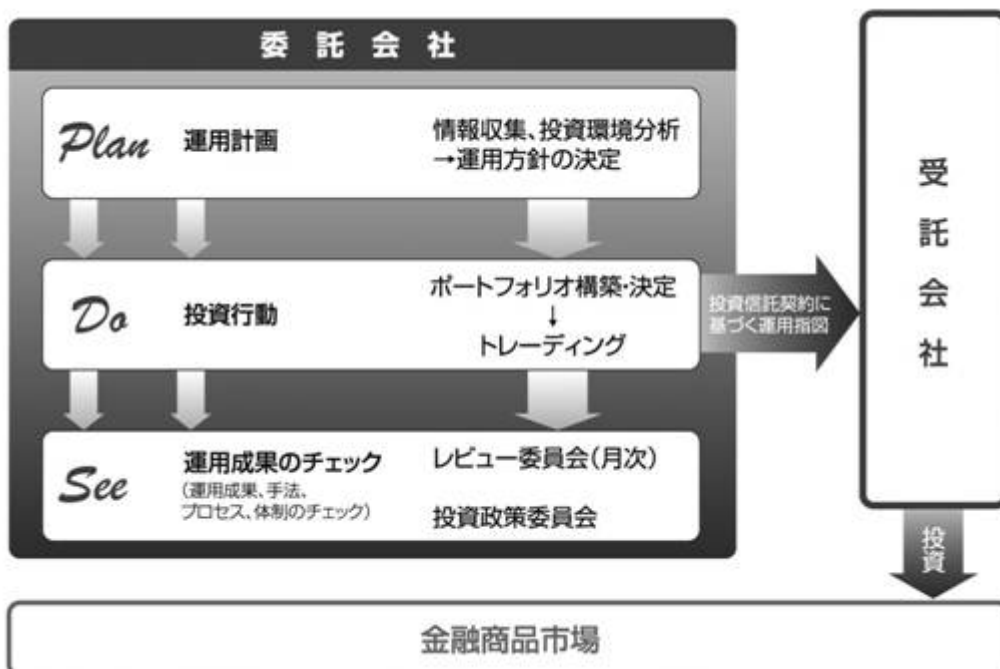 委託会社
Plan
運用計画
情報収集、投資環境分析
→運用方針の決定
Do
投資行動
ポートフォリオ構築・決定
↓
トレーディング
投資信託契約に
基づく運用指図
See
運用成果のチェック
(運用成果、手法、
プロセス、体制のチェック)
レビュー委員会(月次)
投資政策委員会
受託会社
投資
金融商品市場